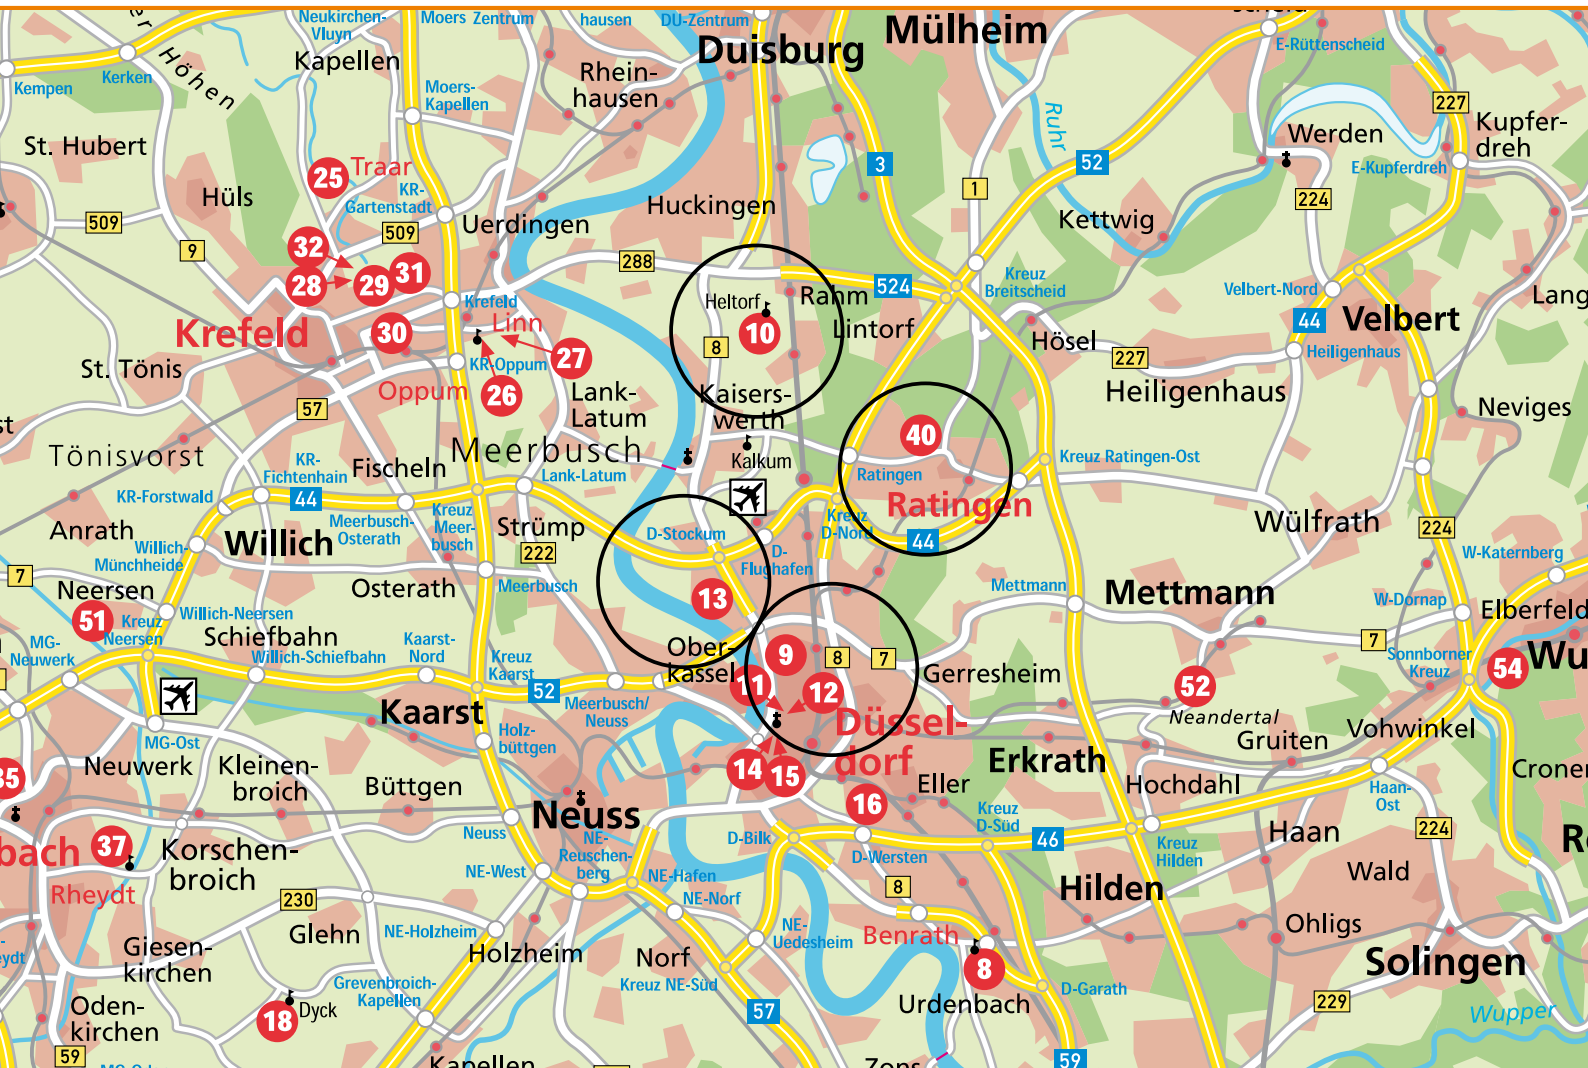 Neukirchen-
Vluyn
Moers Zentrum
hausen
DU-Zentrum
Mülheim
Duisburg
E-Rüttenscheid
Höhen
Kapellen
Kerken
Kempen
Moers-
Kapellen
Rhein-
hausen
Ruhr
227
Kupfer-
dreh
Werden
E-Kupferdreh
St. Hubert
25
Traar
3
52
1
224
Hüls
KR-
Gartenstadt
Uerdingen
Huckingen
Kettwig
509
9
509
32
28
29
31
288
Heltorf
Rahm
524
Kreuz
Breitscheid
Velbert-Nord
Lang
Krefeld
Krefeld
30
Linn
10
Lintorf
Hösel
44
Velbert
8
227
Heiligenhaus
St. Tönis
KR-Oppum
27
Oppum
26
Lank-
Latum
Kaisers-
werth
Heiligenhaus
Neviges
57
st
Tönisvorst
KR-
Fichtenhain
Fischeln
Meerbusch
Lank-Latum
Kalkum
40
Ratingen
Kreuz Ratingen-Ost
Ratingen
KR-Forstwald
44
Anrath
Willich-
Münchheide
Willich
Meerbusch-
Osterath
Kreuz
Meer-
busch
Strümp
D-Stockum
D-
Flughafen
Kreuz
D-Nord
44
Wülfrath
224
W-Katernberg
222
7
Neersen
51
Kreuz
Neersen
Willich-Neersen
Osterath
Meerbusch
13
Mettmann
Mettmann
W-Dornap
Elberfeld
MG-
Neuwerk
Schiefbahn
Willich-Schiefbahn
Kaarst-
Nord
Kreuz
Kaarst
Ober-
kassel
9
8
7
Gerresheim
7
Sonnborner
Kreuz
54
Wu
52
Meerbusch/
Neuss
11
12
52
Kaarst
Holz-
büttgen
Düssel-
dorf
Neandertal
Gruiten
Vohwinkel
MG-Ost
Neuwerk
Kleinen-
broich
Büttgen
14
15
Erkrath
Hochdahl
Cronen
35
Neuss
16
Eller
Haan-
Ost
Neuss
Kreuz
D-Süd
224
bach
37
Korschen-
broich
NE-
Reuschen-
berg
D-Bilk
D-Wersten
46
Kreuz
Hilden
Haan
R
Rheydt
NE-West
NE-Hafen
8
Hilden
Wald
230
NE-Norf
Glehn
NE-Holzheim
Holzheim
NE-
Uedesheim
Benrath
Ohligs
eydt
Giesen-
kirchen
Norf
Kreuz NE-Süd
8
Solingen
Grevenbroich-
Kapellen
Urdenbach
D-Garath
Oden-
kirchen
18
Dyck
57
229
Wupper
59
Kapellen
Zons
59